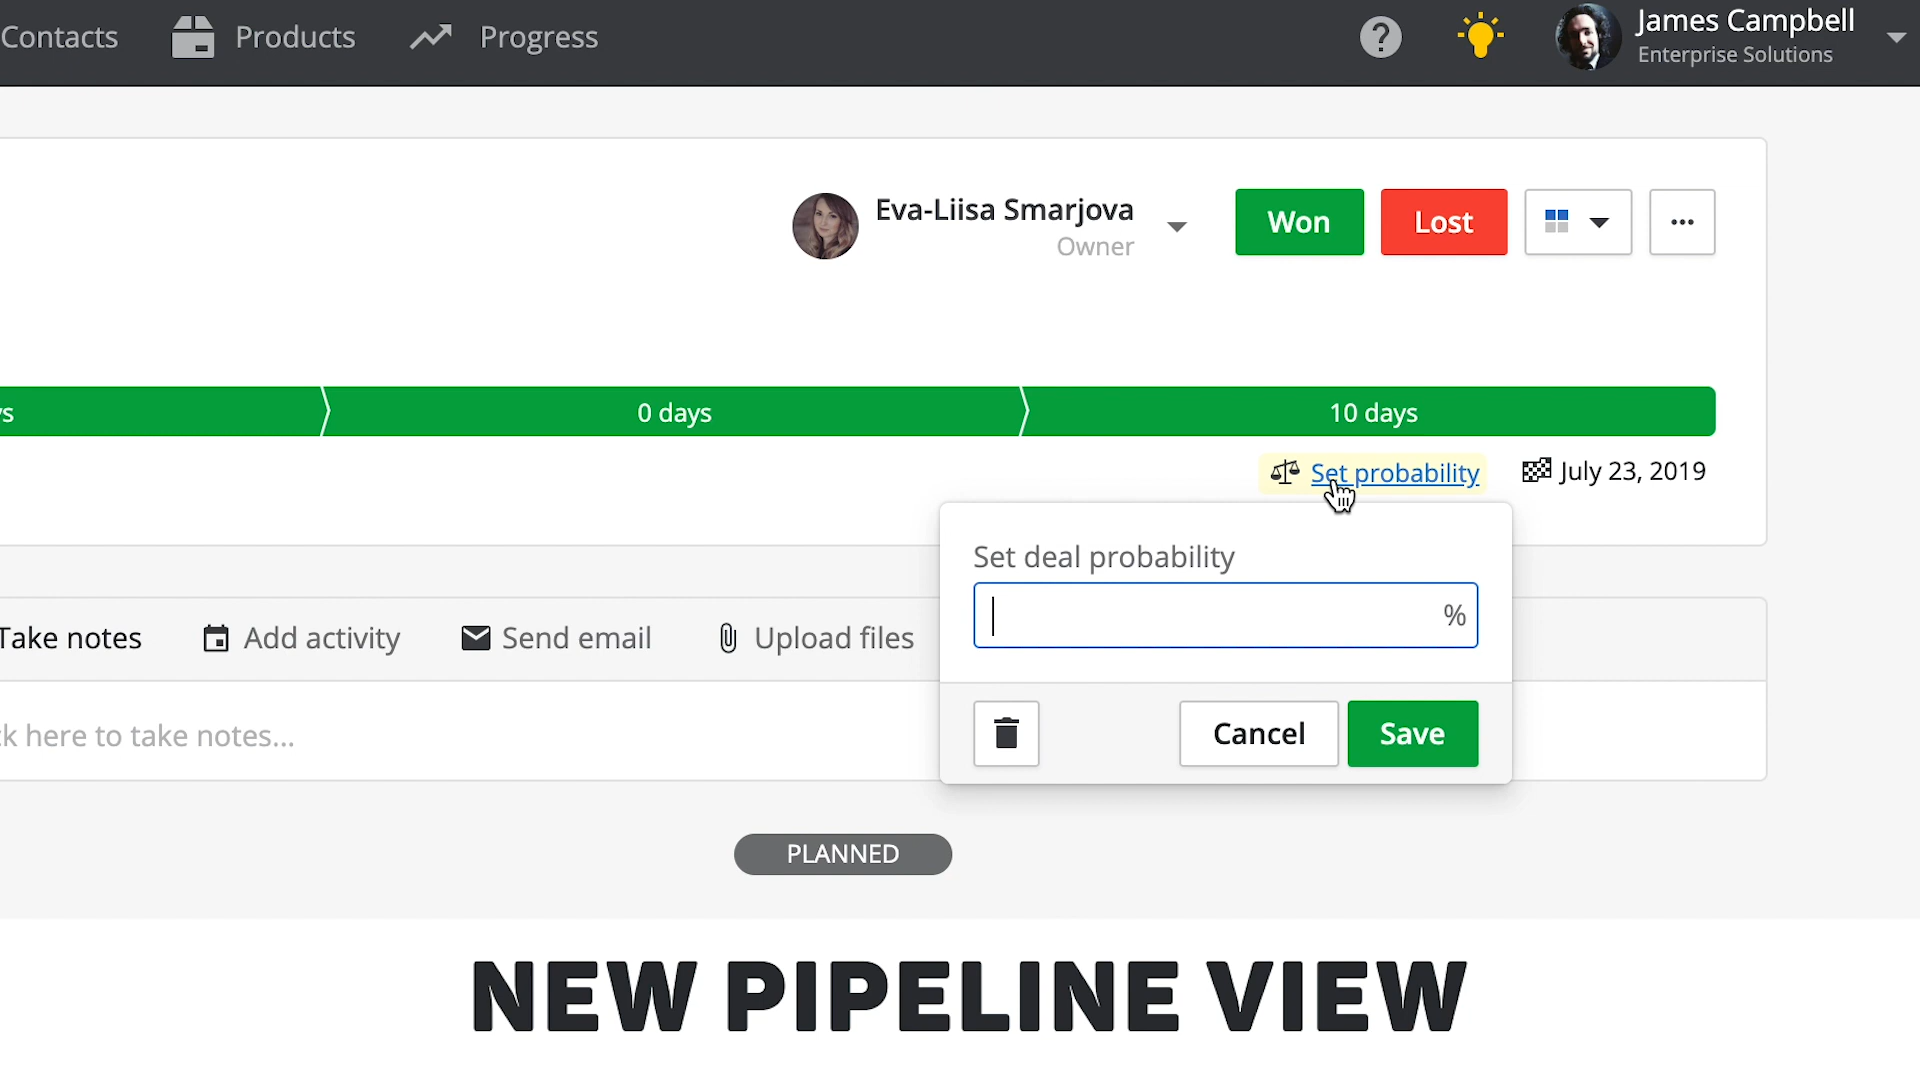 Contacts
Products
Progress
?
James Campbell
Enterprise Solutions
Eva-Liisa Smarjova
Owner
Won
Lost
0 days
10 days
Set probability
July 23, 2019
Set deal probability
%
Take notes
Add activity
Send email
Upload files
here to take notes...
Cancel
Save
PLANNED
NEW PIPELINE VIEW